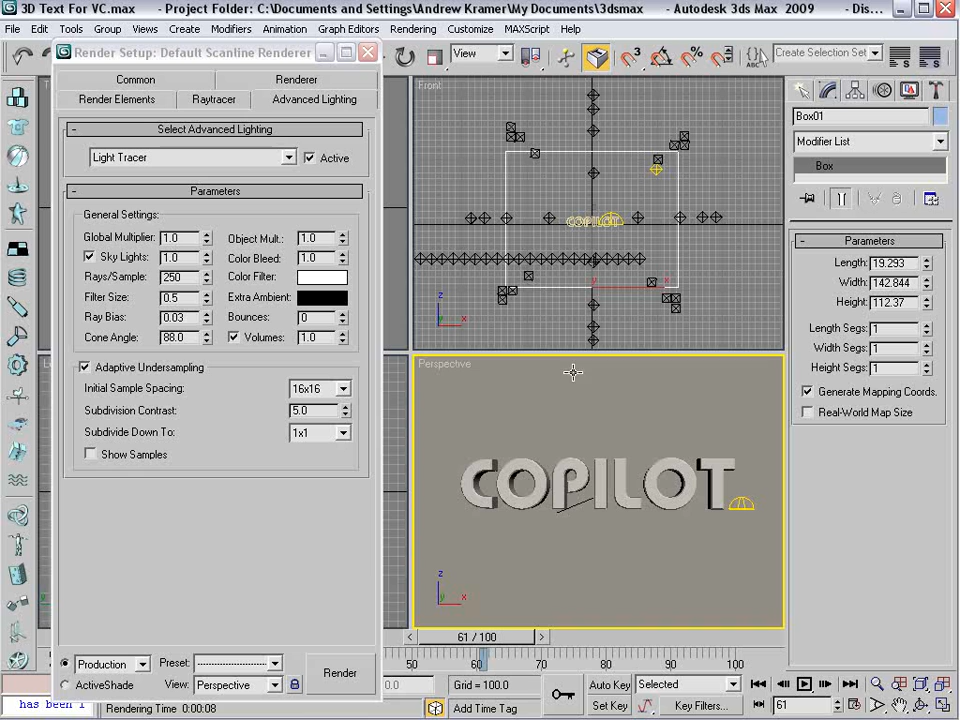 3D Text For VC.max - Project Folder: C:\Documents and Settings\Andrew Kramer\My Documents\3dsmax - Autodesk 3ds Max 2009 - Dis...
File Edit Tools Group Views Create Modifiers Animation Graph Editors Rendering Customize MAXScript Help
Render Setup: Default Scanline Renderer
View
3
Create Selection Set
Common Renderer
Render Elements Raytracer Advanced Lighting
Select Advanced Lighting
Light Tracer Active
Parameters
General Settings:
Global Multiplier: 1.0 Object Mult.: 1.0
Sky Lights: 1.0 Color Bleed: 1.0
Rays/Sample: 250 Color Filter:
Filter Size: 0.5 Extra Ambient:
Ray Bias: 0.03 Bounces: 0
Cone Angle: 88.0 Volumes: 1.0
Adaptive Undersampling
Initial Sample Spacing: 16x16
Subdivision Contrast: 5.0
Subdivide Down To: 1x1
Show Samples
Production Preset: Render
ActiveShade View: Perspective
Front
COPILOT
y x
z
x
Perspective
COPILOT
z
y x
Box01
Modifier List
Box
Parameters
Length: 19.293
Width: 142.844
Height: 112.37
Length Segs: 1
Width Segs: 1
Height Segs: 1
Generate Mapping Coords.
Real-World Map Size
61 / 100
50 60 70 80 90 100
0.0 Grid = 100.0 Auto Key Selected
has been r Rendering Time 0:00:08 Add Time Tag Set Key Key Filters... 61